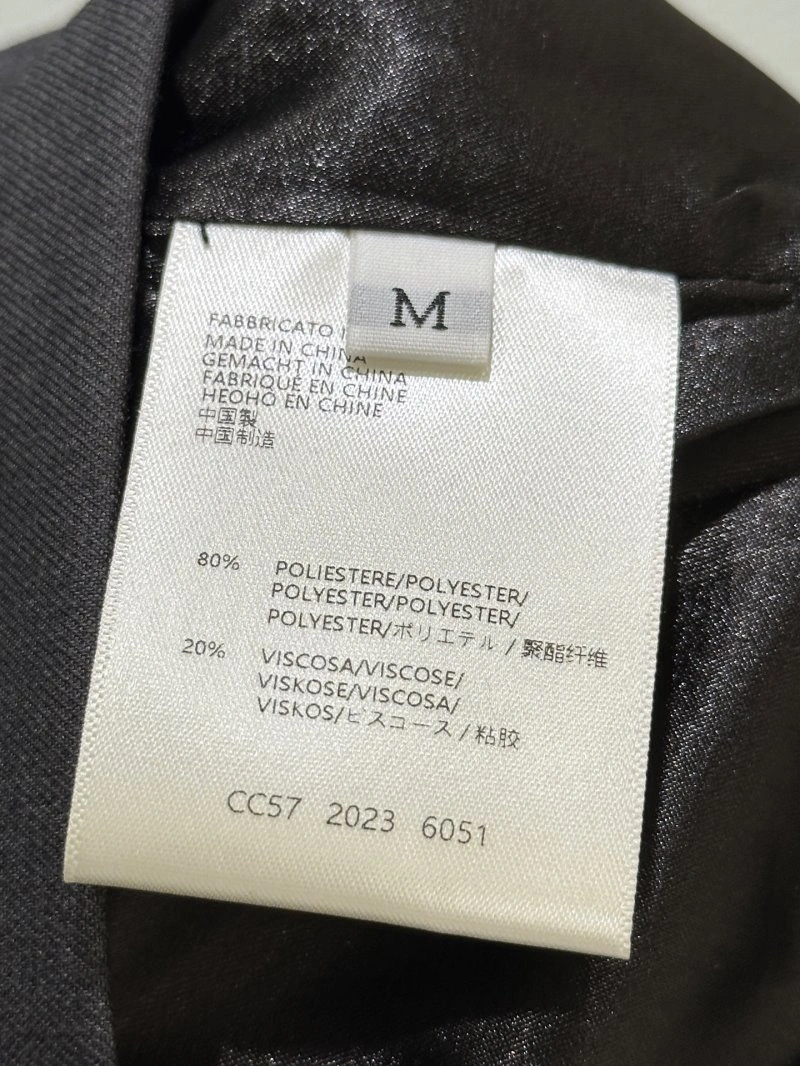 M
FABBRICATO
MADE IN CHINA
GEMACHT IN CHINA
FABRIQUÉ EN CHINE
HEOHO EN CHINE
中国製
中国制造
80% POLIESTERE/POLYESTER/
POLYESTER/POLYESTER/
POLYESTER/ポリエテル/聚酯纤维
20% VISCOSA/VISCOSE/
VISKOSE/VISCOSA/
VISKOS/ビスコース/粘胶
CC57 2023 6051